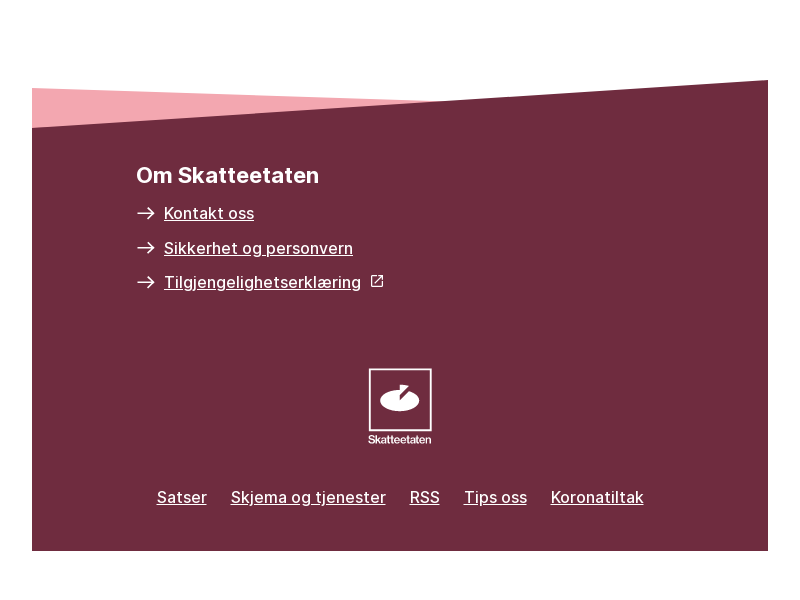 Om Skatteetaten
Kontakt oss
Sikkerhet og personvern
Tilgjengelighetserklæring
Skatteetaten
Satser Skjema og tjenester RSS Tips oss Koronatiltak